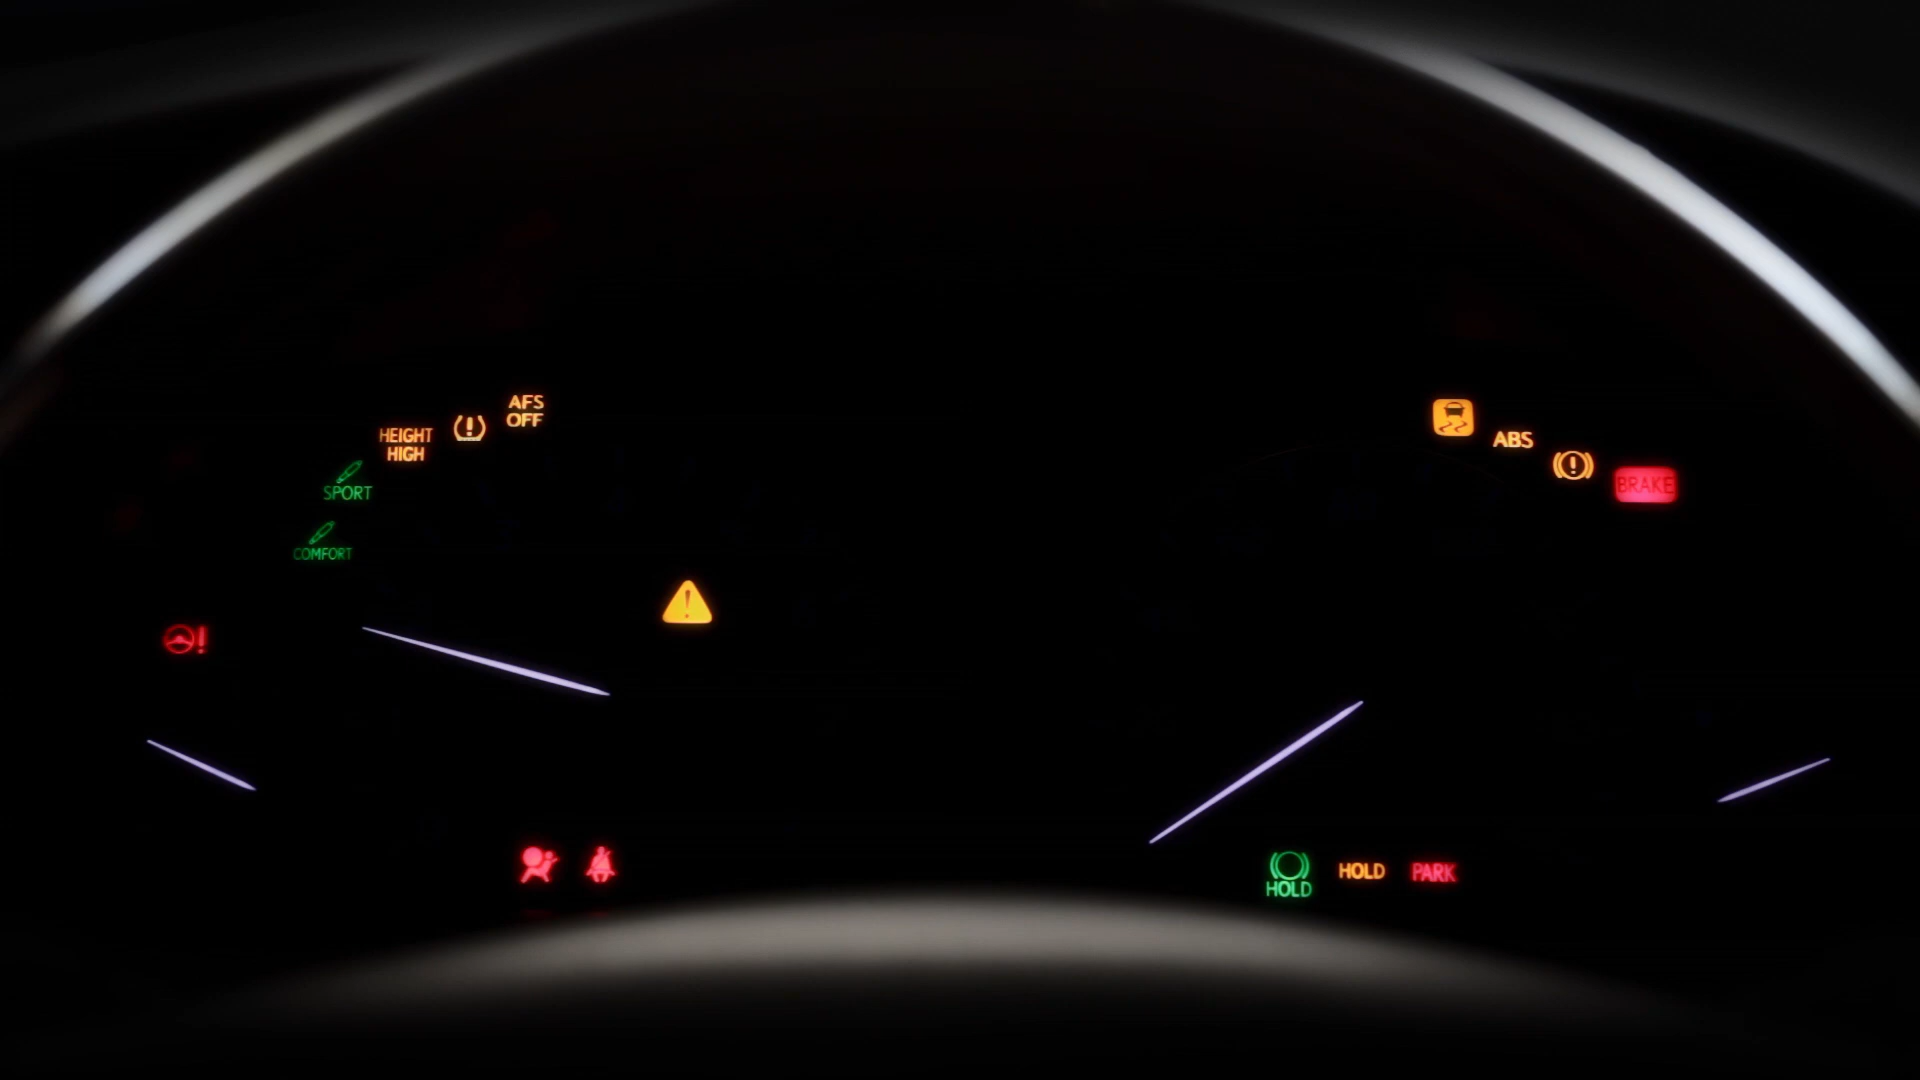 AFS
OFF
HEIGHT
HIGH
SPORT
COMFORT
ABS
BRAKE
HOLD
HOLD
PARK